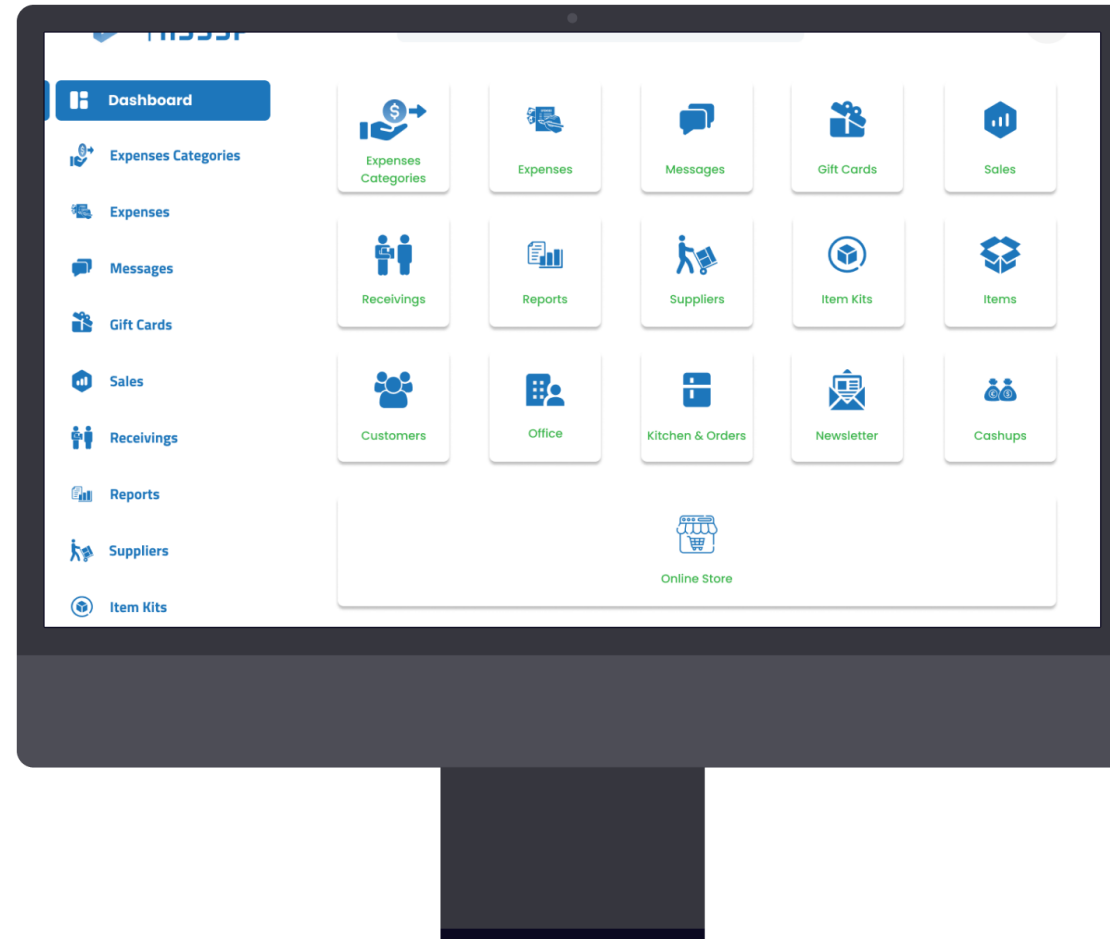 Dashboard
Expenses Categories
Expenses
Messages
Gift Cards
Sales
Receivings
Reports
Suppliers
Item Kits
Expenses
Categories
Expenses
Messages
Gift Cards
Sales
Receivings
Reports
Suppliers
Item Kits
Items
Customers
Office
Kitchen & Orders
Newsletter
Cashups
Online Store